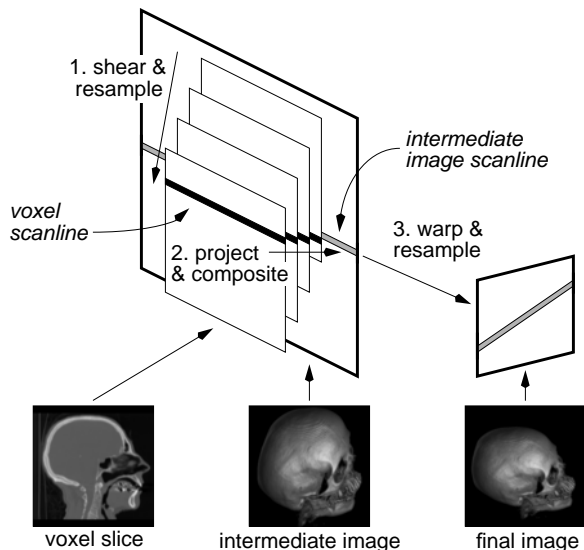 1. shear &
resample
intermediate
image scanline
voxel
scanline
2. project
& composite
3. warp &
resample
voxel slice
intermediate image
final image